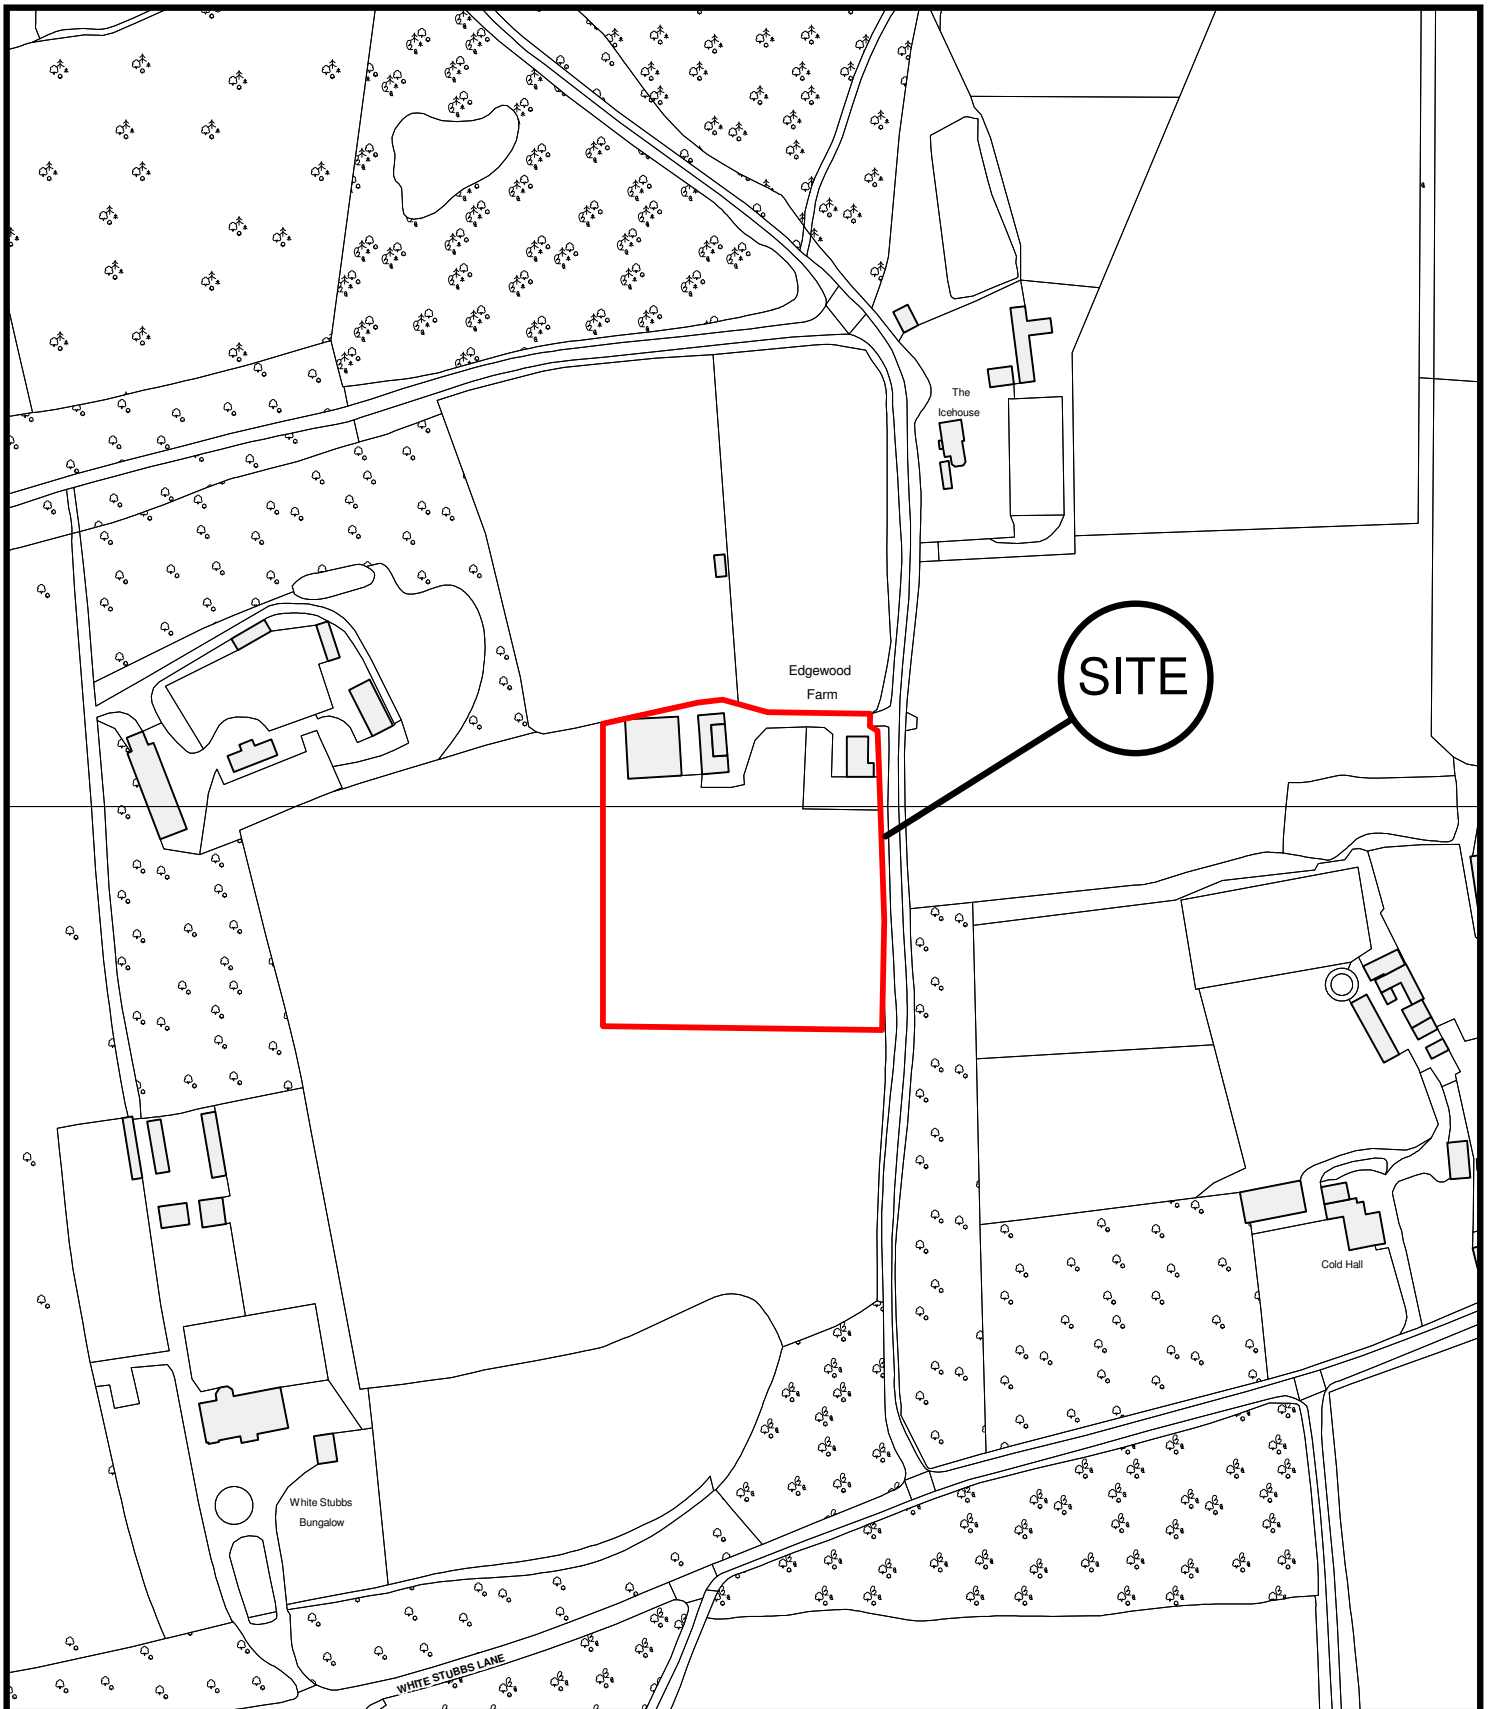 The
Icehouse
SITE
Edgewood
Farm
Cold Hall
White Stubbs
Bungalow
WHITE STUBBS LANE